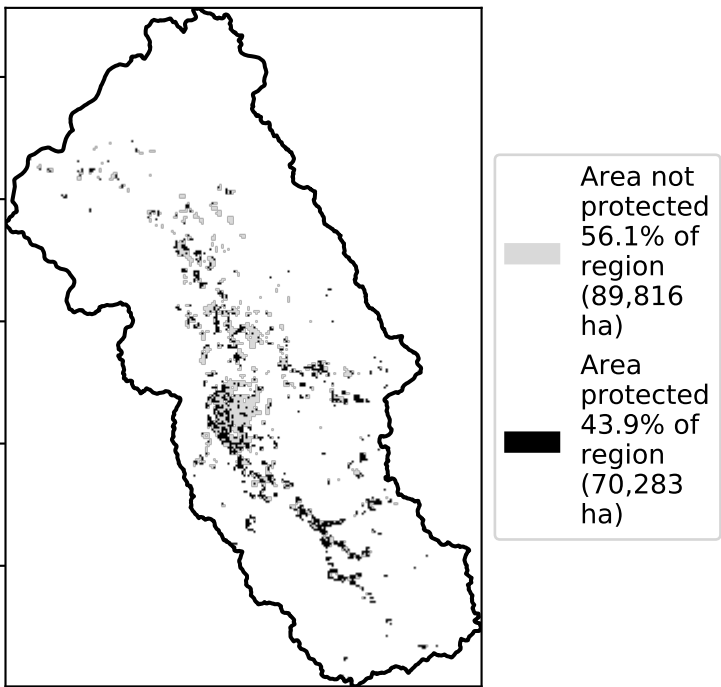 Area not
protected
56.1% of
region
(89,816
ha)
Area
protected
43.9% of
region
(70,283
ha)